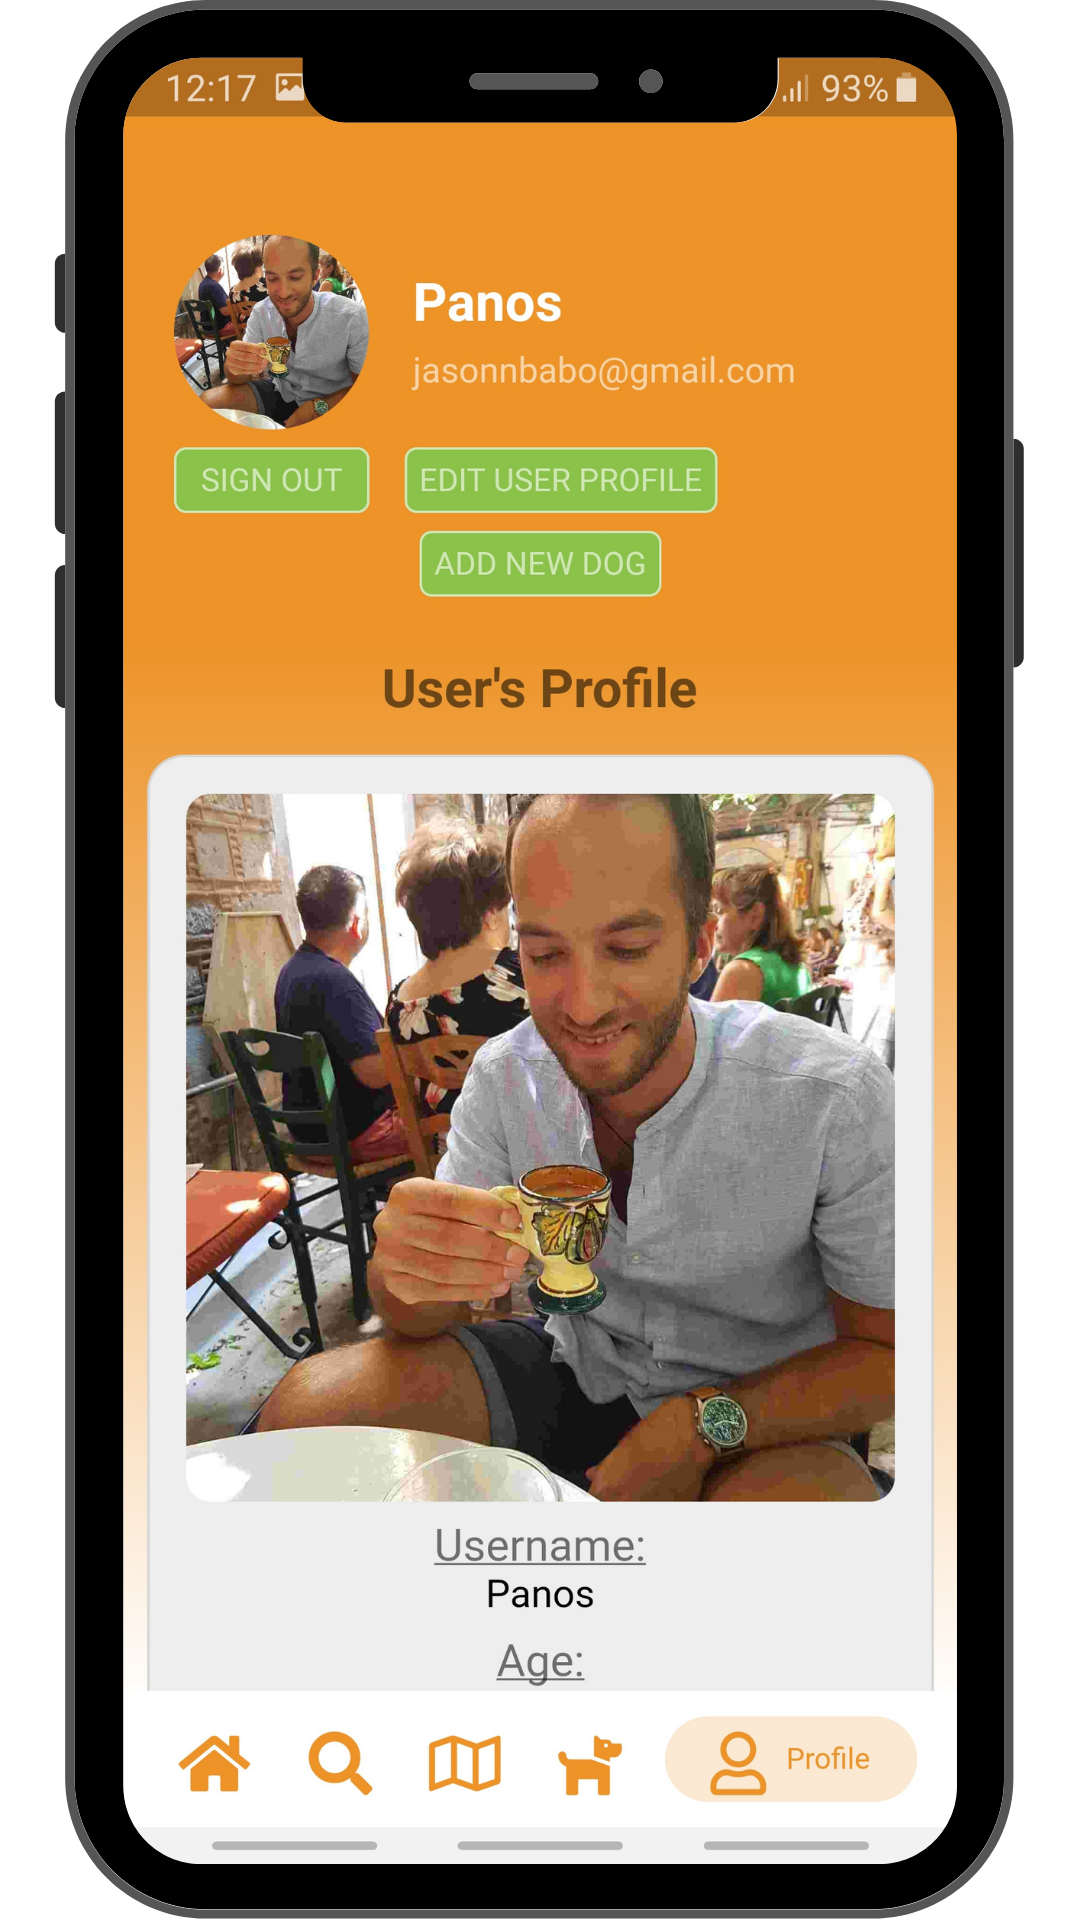 12:17
93%
Panos
jasonnbabo@gmail.com
SIGN OUT
EDIT USER PROFILE
ADD NEW DOG
User's Profile
Username:
Panos
Age:
Profile